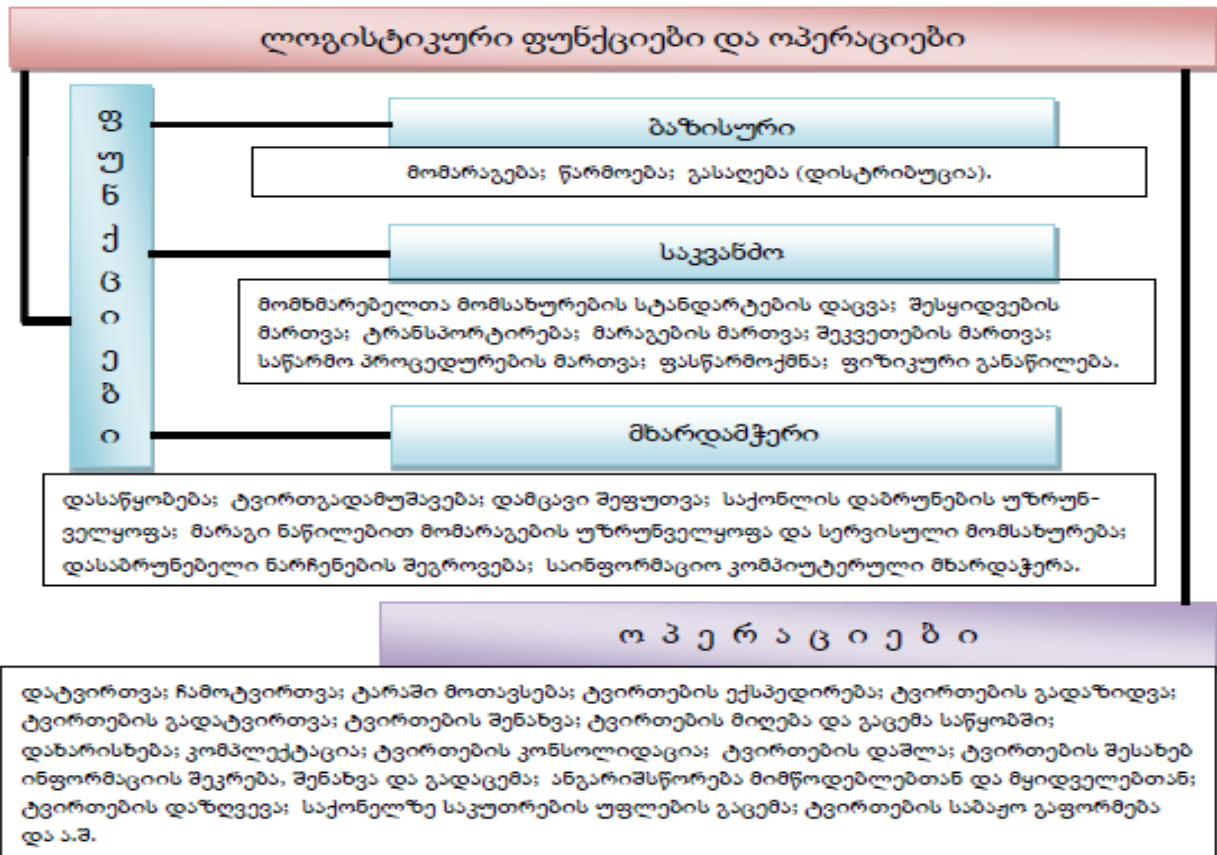 ლოგისტიკური ფუნქციები და ოპერაციები
ფუნქციები
ბაზისური
მომარაგება; წარმოება; გასაღება (დისტრიბუცია).
საკვანძო
მომხმარებელთა მომსახურების სტანდარტების დაცვა; შესყიდვების
მართვა; ტრანსპორტირება; მარაგების მართვა; შეკვეთების მართვა;
საწარმო პროცედურების მართვა; ფასწარმოქმნა; ფიზიკური განაწილება.
მხარდამჭერი
დასაწყობება; ტვირთგადამუშავება; დამცავი შეფუთვა; საქონლის დაბრუნების უზრუნ-
ველყოფა; მარაგი ნაწილებით მომარაგების უზრუნველყოფა და სერვისული მომსახურება;
დასაბრუნებელი ნარჩენების შეგროვება; საინფორმაციო კომპიუტერული მხარდაჭერა.
ო პ ე რ ა ც ი ე ბ ი
დატვირთვა; ჩამოტვირთვა; ტარაში მოთავსება; ტვირთების ექსპედირება; ტვირთების გადაზიდვა;
ტვირთების გადატვირთვა; ტვირთების შენახვა; ტვირთების მიღება და გაცემა საწყობში;
დახარისხება; კომპლექტაცია; ტვირთების კონსოლიდაცია; ტვირთების დაშლა; ტვირთების შესახებ
ინფორმაციის შეკრება, შენახვა და გადაცემა; ანგარიშსწორება მიმწოდებლებთან და მყიდველებთან;
ტვირთების დაზღვევა; საქონელზე საკუთრების უფლების გაცემა; ტვირთების საბაჟო გაფორმება
და ა.შ.